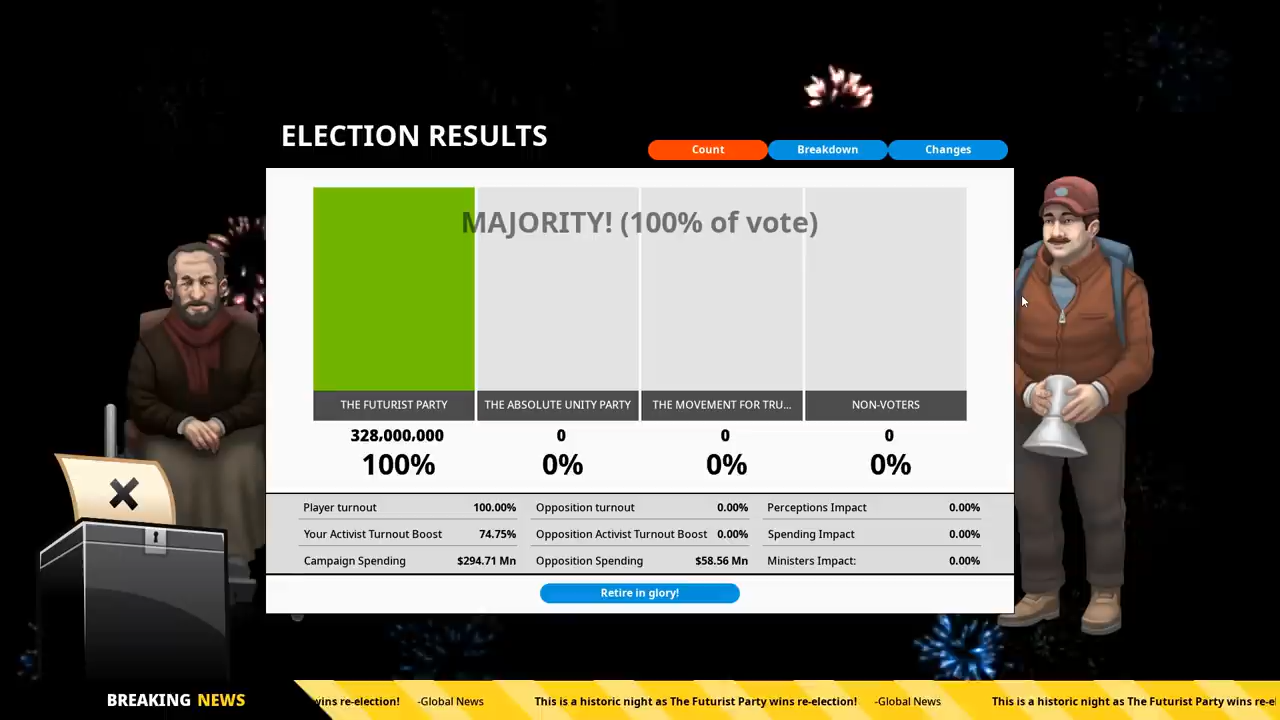 ELECTION RESULTS
Count Breakdown Changes
MAJORITY! (100% of vote)
THE FUTURIST PARTY THE ABSOLUTE UNITY PARTY THE MOVEMENT FOR TRU... NON-VOTERS
328,000,000 0 0 0
100% 0% 0% 0%
Player turnout 100.00% Opposition turnout 0.00% Perceptions Impact 0.00%
Your Activist Turnout Boost 74.75% Opposition Activist Turnout Boost 0.00% Spending Impact 0.00%
Campaign Spending $294.71 Mn Opposition Spending $58.56 Mn Ministers Impact: 0.00%
Retire in glory!
BREAKING NEWS wins re-election! -Global News This is a historic night as The Futurist Party wins re-election! -Global News This is a historic night as The Futurist Party wins re-e